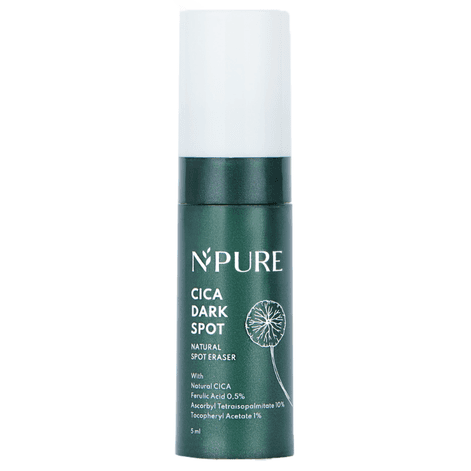 NPURE
CICA
DARK
SPOT
NATURAL
SPOT ERASER
With
Natural CICA
Ferulic Acid 0,5%
Ascorbyl Tetraisopalmitate 10%
Tocopheryl Acetate 1%
5 ml